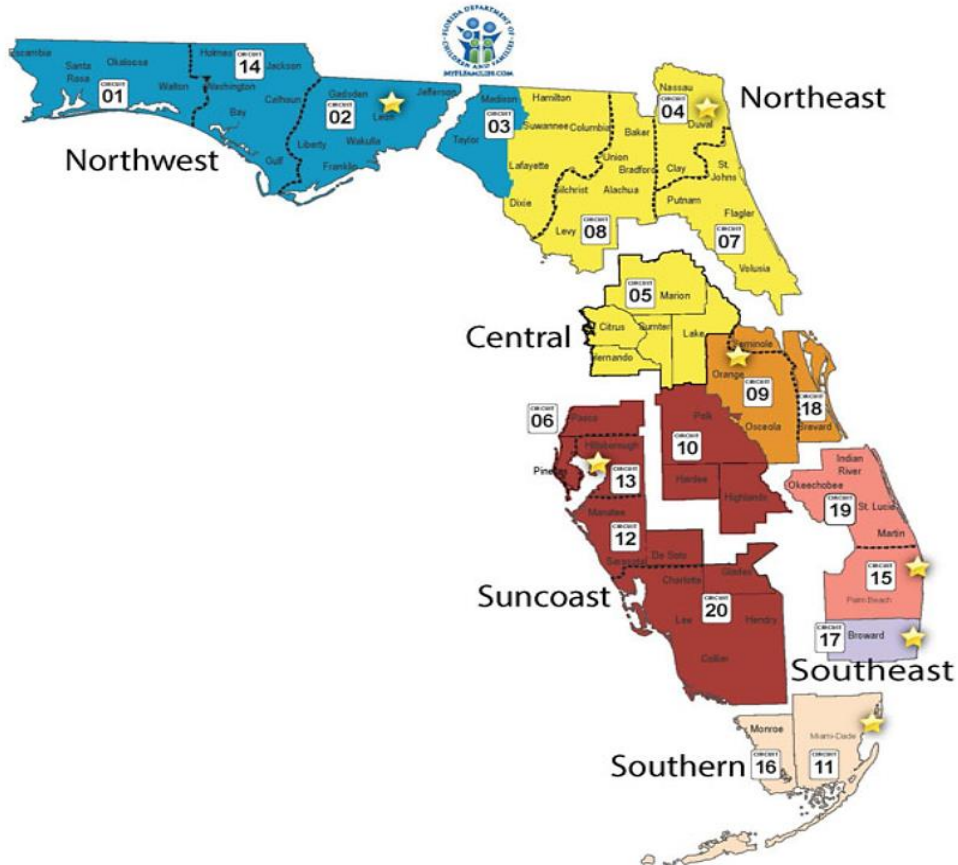 FLORIDA DEPARTMENT OF CHILDREN AND FAMILIES
MYFLFAMILIES.COM
Northwest
Escambia
Santa
Rosa
Okaloosa
Walton
CIRCUIT
01
Holmes
CIRCUIT
14
Jackson
Washington
Bay
Calhoun
Gulf
Gadsden
CIRCUIT
02
Leon
Jefferson
Liberty
Wakulla
Franklin
Madison
CIRCUIT
03
Taylor
Hamilton
Suwannee
Columbia
Lafayette
Dixie
Northeast
Nassau
CIRCUIT
04
Duval
Clay
Baker
Union
Bradford
Gilchrist
Alachua
Levy
CIRCUIT
08
St.
Johns
Putnam
Flagler
CIRCUIT
07
Volusia
Central
CIRCUIT
05
Marion
Citrus
Sumter
Lake
Hernando
Seminole
Orange
CIRCUIT
09
Osceola
CIRCUIT
18
Brevard
Polk
CIRCUIT
10
Hardee
Highlands
Suncoast
CIRCUIT
06
Pasco
Pinellas
Hillsborough
CIRCUIT
13
Manatee
CIRCUIT
12
Sarasota
De Soto
Charlotte
Glades
CIRCUIT
20
Lee
Hendry
Collier
Southeast
Indian
River
Okeechobee
CIRCUIT
19
St. Lucie
Martin
CIRCUIT
15
Palm Beach
CIRCUIT
17
Broward
Southern
Monroe
CIRCUIT
16
Miami-Dade
CIRCUIT
11